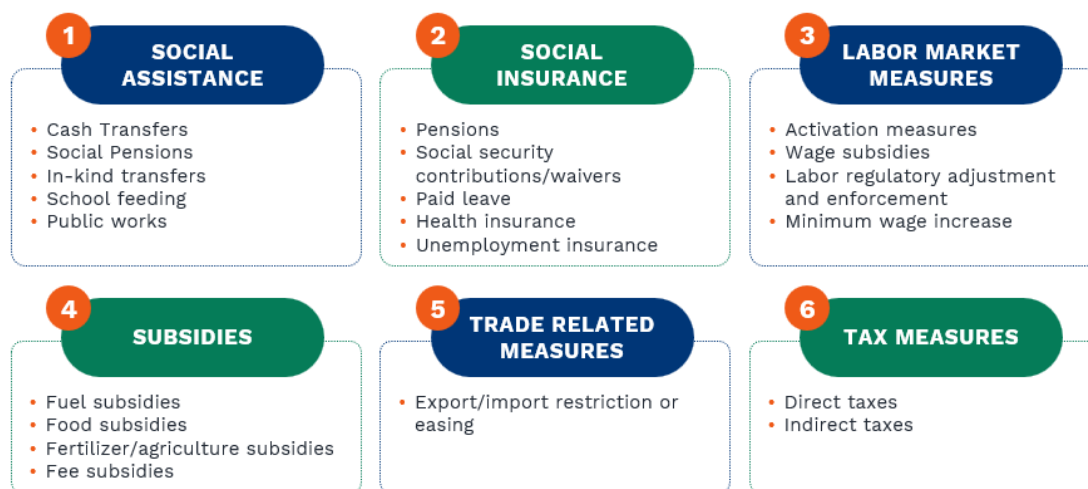 1
SOCIAL
ASSISTANCE
• Cash Transfers
• Social Pensions
• In-kind transfers
• School feeding
• Public works
2
SOCIAL
INSURANCE
• Pensions
• Social security
contributions/waivers
• Paid leave
• Health insurance
• Unemployment insurance
3
LABOR MARKET
MEASURES
• Activation measures
• Wage subsidies
• Labor regulatory adjustment
and enforcement
• Minimum wage increase
4
SUBSIDIES
• Fuel subsidies
• Food subsidies
• Fertilizer/agriculture subsidies
• Fee subsidies
5
TRADE RELATED
MEASURES
• Export/import restriction or
easing
6
TAX MEASURES
• Direct taxes
• Indirect taxes